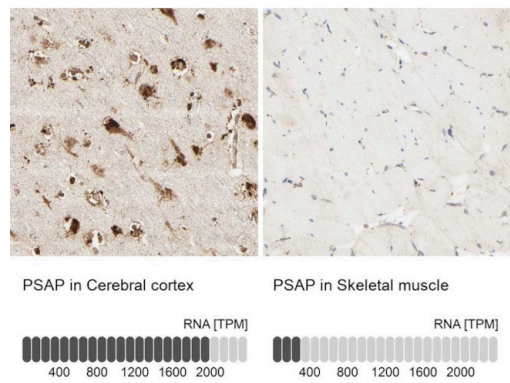 PSAP in Cerebral cortex
RNA [TPM]
400 800 1200 1600 2000
PSAP in Skeletal muscle
RNA [TPM]
400 800 1200 1600 2000